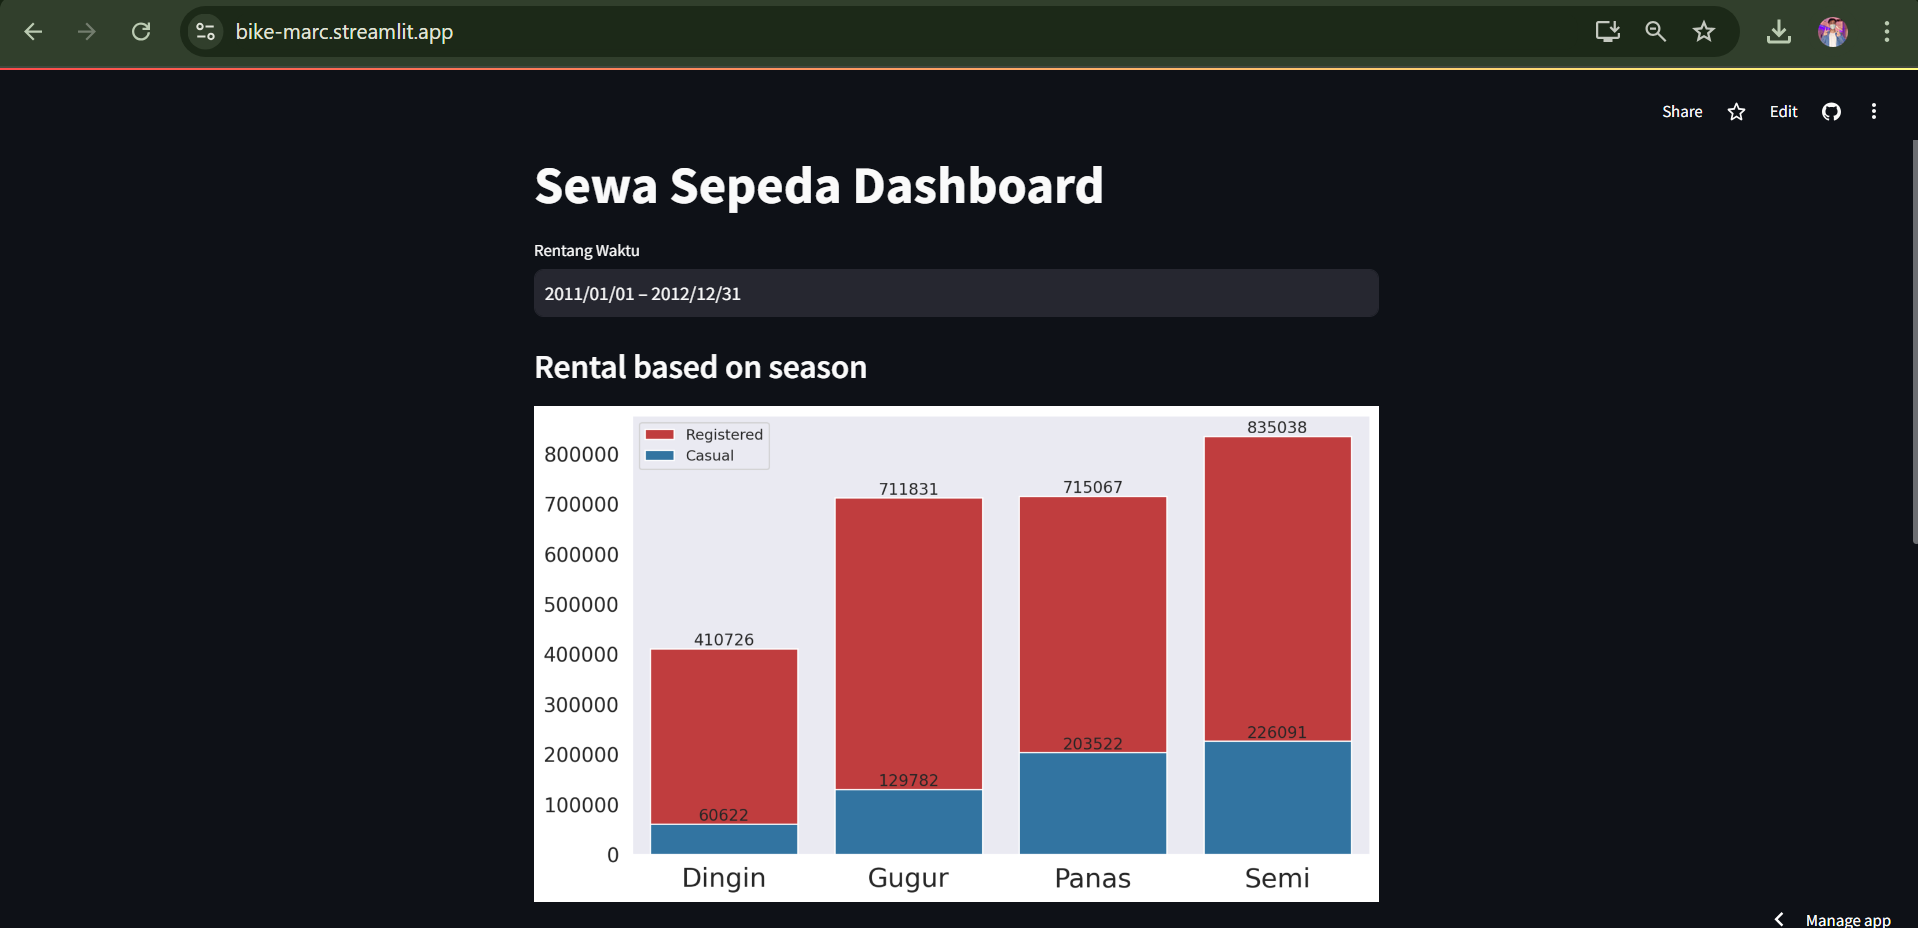 bike-marc.streamlit.app
Share
Edit
Sewa Sepeda Dashboard
Rentang Waktu
2011/01/01 – 2012/12/31
Rental based on season
Registered
Casual
800000
700000
600000
500000
400000
300000
200000
100000
0
410726
60622
711831
129782
715067
203522
835038
226091
Dingin
Gugur
Panas
Semi
Manage app